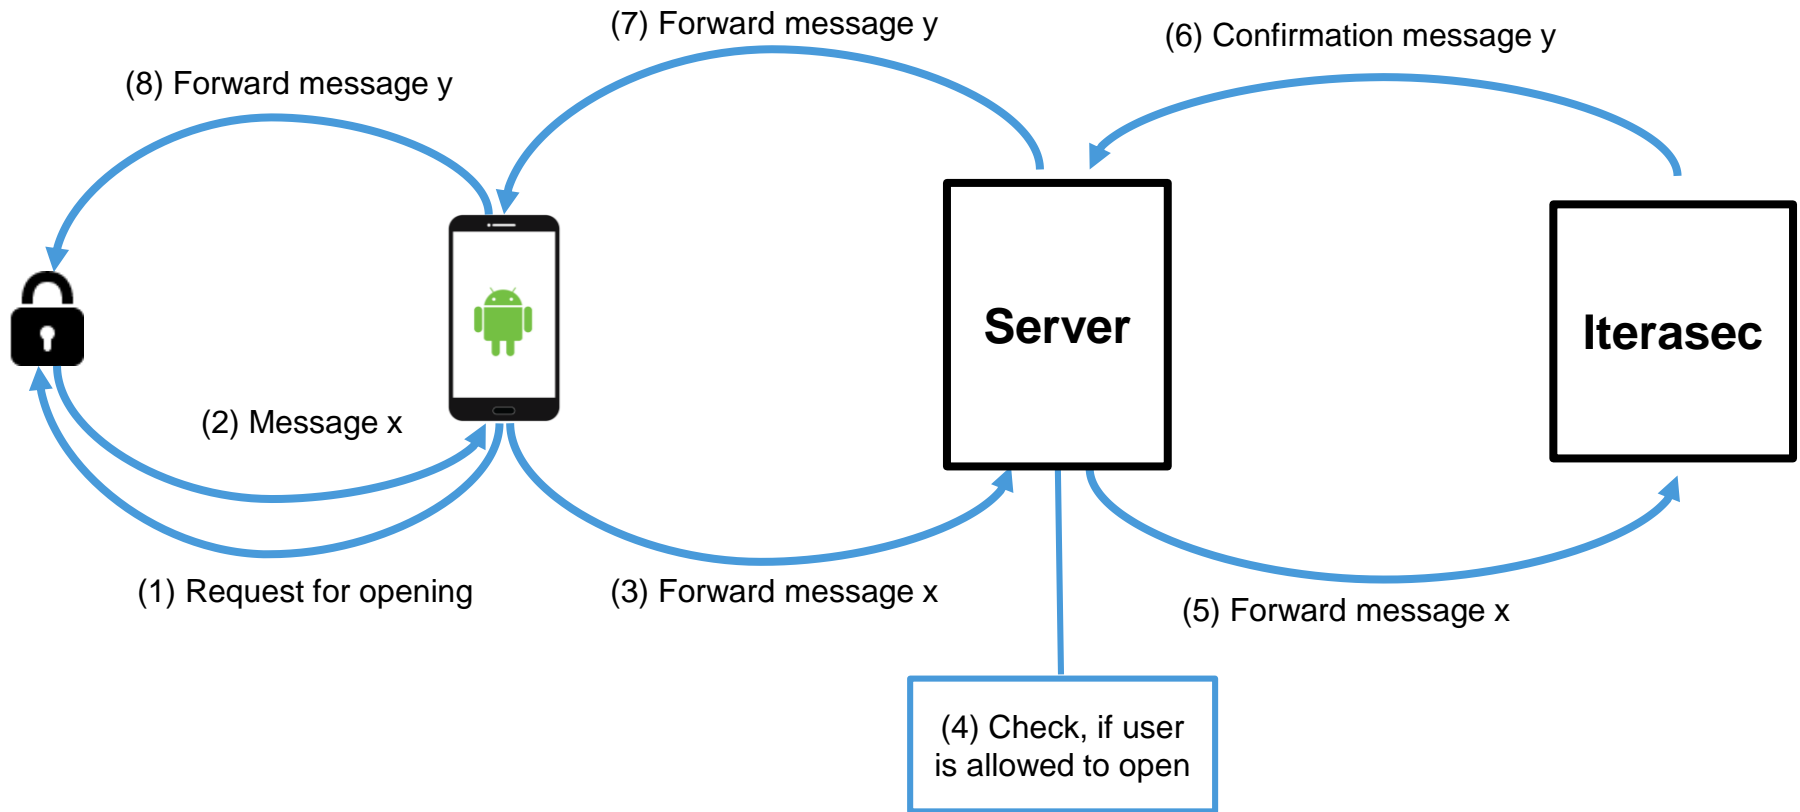 (7) Forward message y
(6) Confirmation message y
(8) Forward message y
Server
Iterasec
(2) Message x
(1) Request for opening
(3) Forward message x
(5) Forward message x
(4) Check, if user
is allowed to open